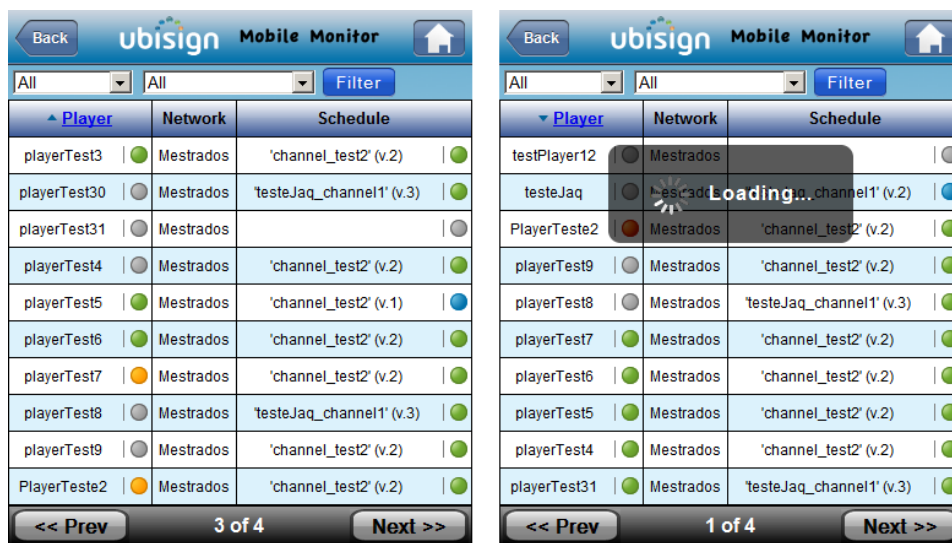 Back ubisign Mobile Monitor
All All Filter
Player Network Schedule
playerTest3 Mestrados 'channel_test2' (v.2)
playerTest30 Mestrados 'testeJaq_channel1' (v.3)
playerTest31 Mestrados
playerTest4 Mestrados 'channel_test2' (v.2)
playerTest5 Mestrados 'channel_test2' (v.1)
playerTest6 Mestrados 'channel_test2' (v.2)
playerTest7 Mestrados 'channel_test2' (v.2)
playerTest8 Mestrados 'testeJaq_channel1' (v.3)
playerTest9 Mestrados 'channel_test2' (v.2)
PlayerTeste2 Mestrados 'channel_test2' (v.2)
<< Prev 3 of 4 Next >>
Back ubisign Mobile Monitor
All All Filter
Player Network Schedule
testPlayer12 Mestrados
testeJaq Mestrados Loading... (v.2)
PlayerTeste2 Mestrados 'channel_test2' (v.2)
playerTest9 Mestrados 'channel_test2' (v.2)
playerTest8 Mestrados 'testeJaq_channel1' (v.3)
playerTest7 Mestrados 'channel_test2' (v.2)
playerTest6 Mestrados 'channel_test2' (v.2)
playerTest5 Mestrados 'channel_test2' (v.2)
playerTest4 Mestrados 'channel_test2' (v.2)
playerTest31 Mestrados 'testeJaq_channel1' (v.3)
<< Prev 1 of 4 Next >>